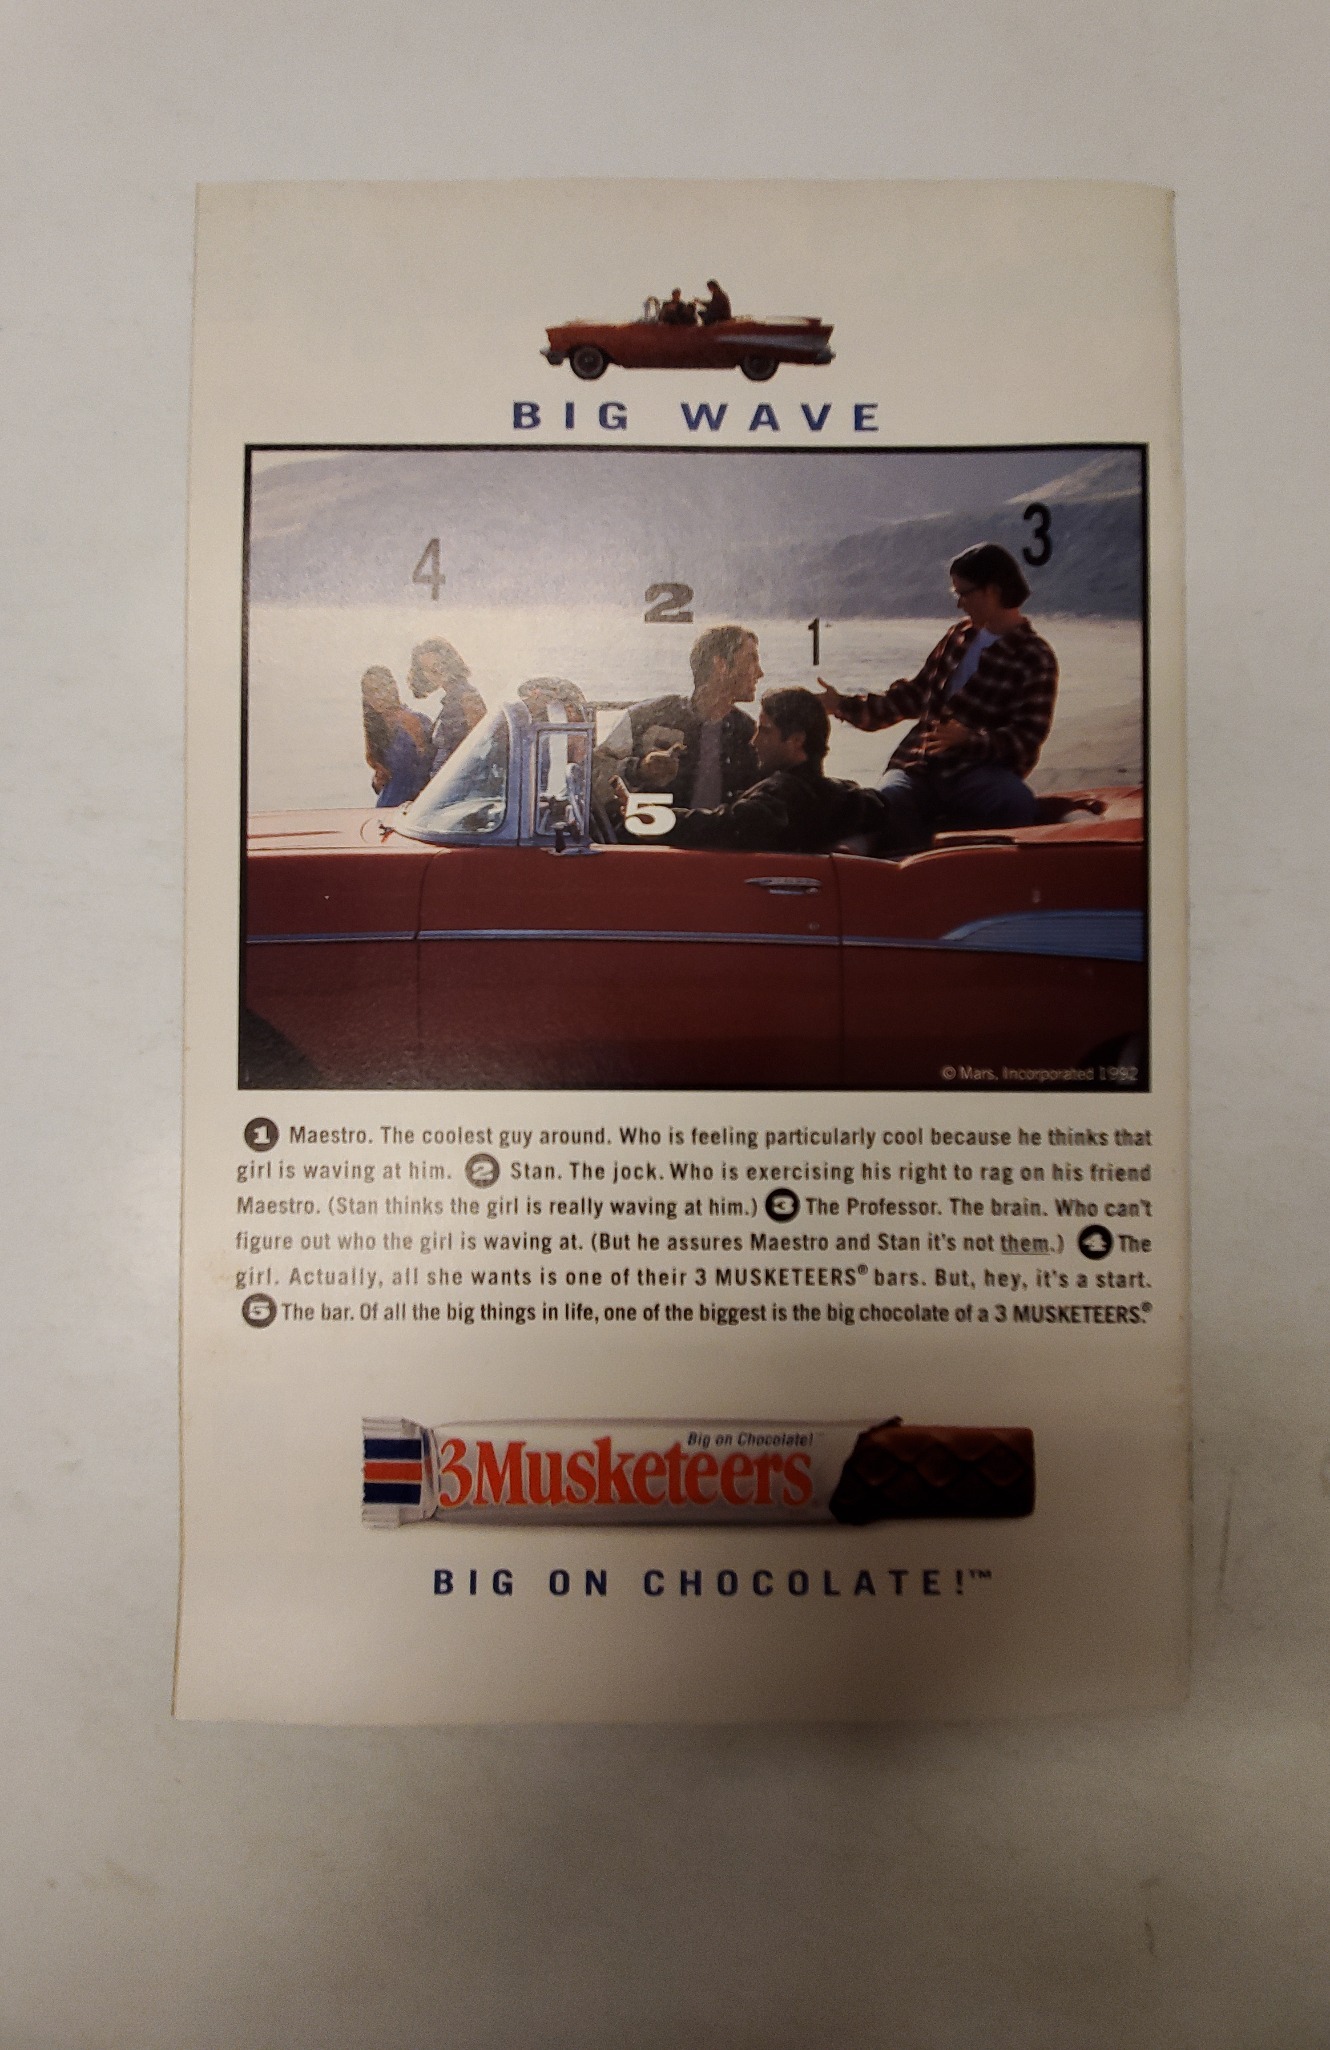 BIG WAVE
4
3
2
1
5
© Mars, Incorporated 1992
1 Maestro. The coolest guy around. Who is feeling particularly cool because he thinks that
girl is waving at him. 2 Stan. The jock. Who is exercising his right to rag on his friend
Maestro. (Stan thinks the girl is really waving at him.) 3 The Professor. The brain. Who can't
figure out who the girl is waving at. (But he assures Maestro and Stan it's not them.) 4 The
girl. Actually, all she wants is one of their 3 MUSKETEERS® bars. But, hey, it's a start.
5 The bar. Of all the big things in life, one of the biggest is the big chocolate of a 3 MUSKETEERS.®
Big on Chocolate!
3Musketeers
BIG ON CHOCOLATE!™